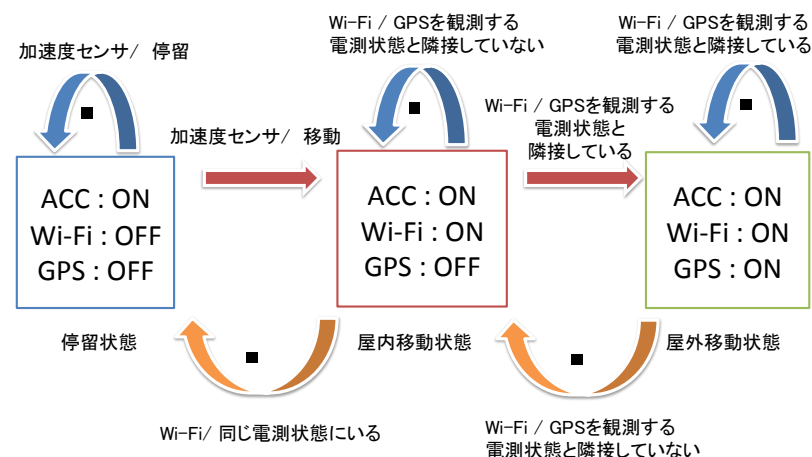 加速度センサ/ 停留
Wi-Fi / GPSを観測する
電測状態と隣接していない
Wi-Fi / GPSを観測する
電測状態と隣接している
加速度センサ/ 移動
Wi-Fi / GPSを観測する
電測状態と
隣接している
ACC : ON
Wi-Fi : OFF
GPS : OFF
ACC : ON
Wi-Fi : ON
GPS : OFF
ACC : ON
Wi-Fi : ON
GPS : ON
停留状態
屋内移動状態
屋外移動状態
Wi-Fi/ 同じ電測状態にいる
Wi-Fi / GPSを観測する
電測状態と隣接していない